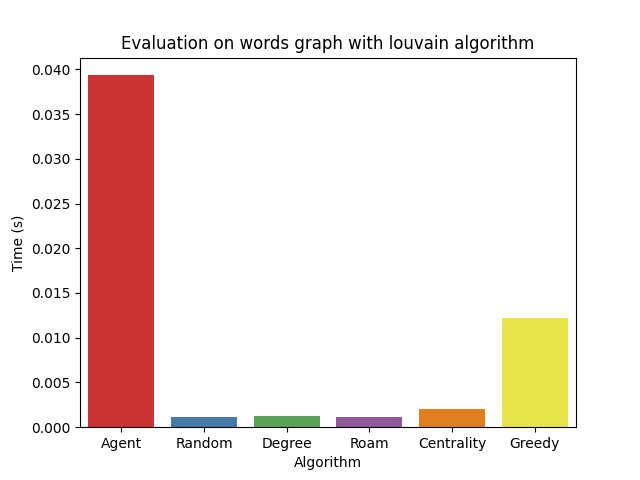 Evaluation on words graph with louvain algorithm
0.040
0.035
0.030
0.025
0.020
0.015
0.010
0.005
0.000
Time (s)
Agent Random Degree Roam Centrality Greedy
Algorithm